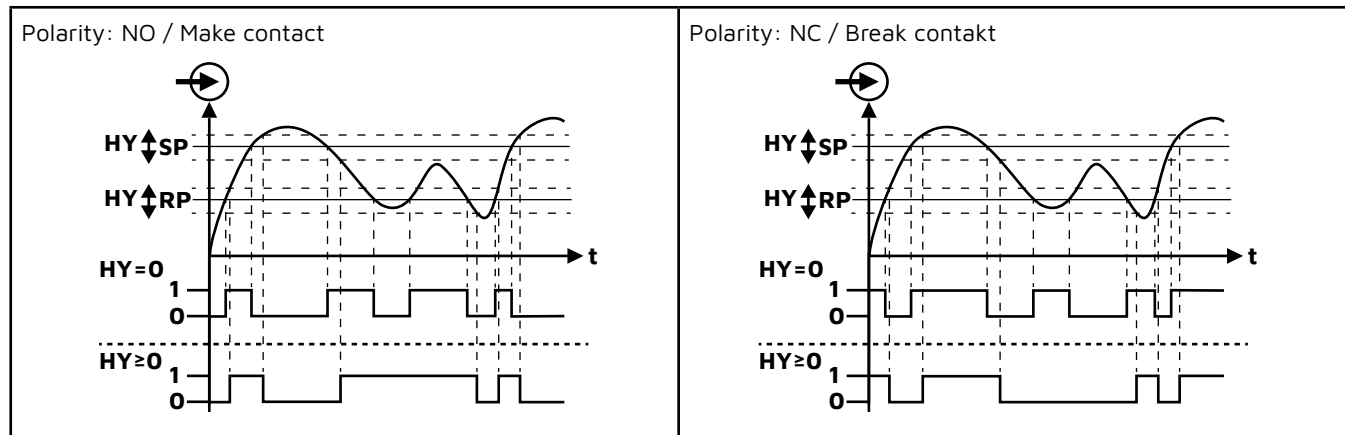 Polarity: NO / Make contact
HY SP
HY RP
t
HY=0
1
0
HY≥0
1
0
Polarity: NC / Break contakt
HY SP
HY RP
t
HY=0
1
0
HY≥0
1
0